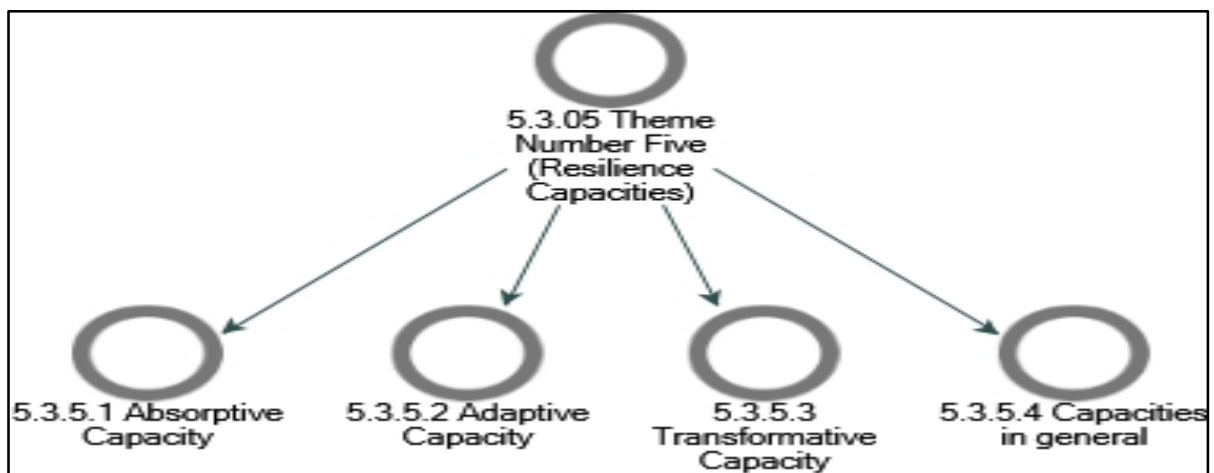 5.3.05 Theme
Number Five
(Resilience
Capacities)
5.3.5.1 Absorptive
Capacity
5.3.5.2 Adaptive
Capacity
5.3.5.3
Transformative
Capacity
5.3.5.4 Capacities
in general